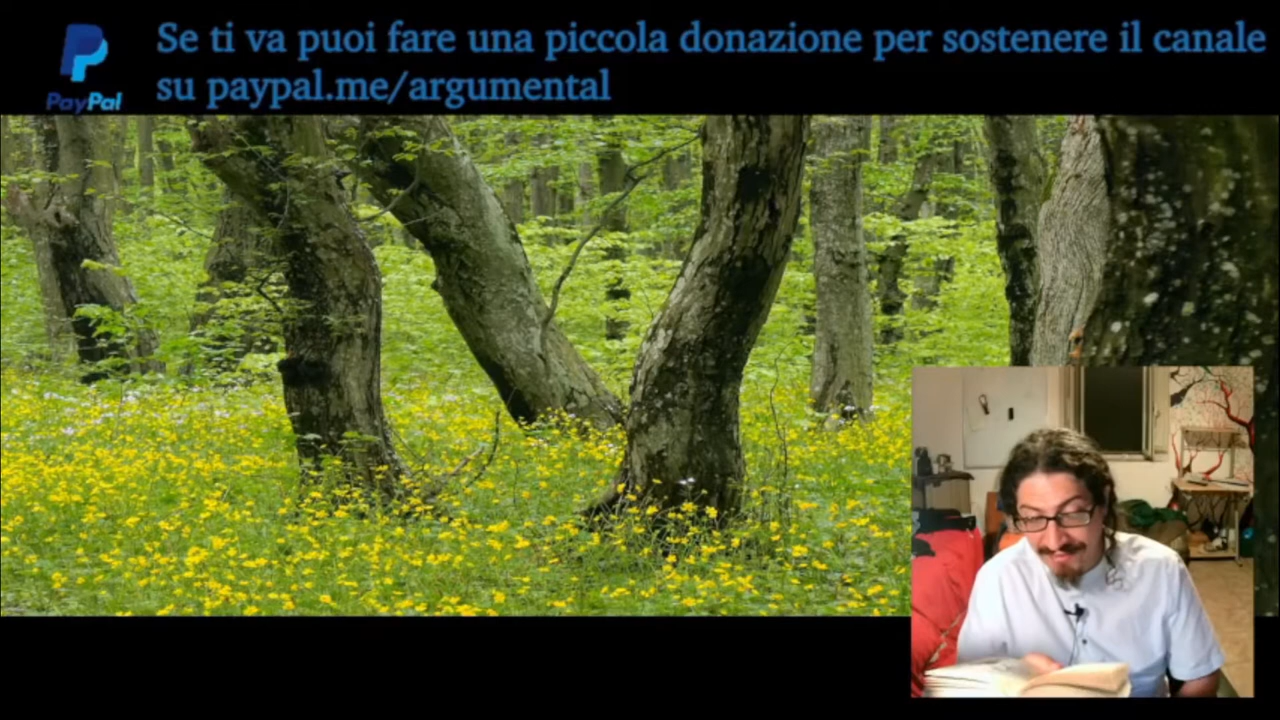 Se ti va puoi fare una piccola donazione per sostenere il canale
su paypal.me/argumental
PayPal